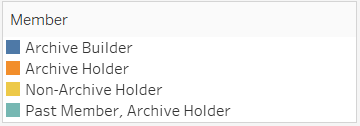 Member
Archive Builder
Archive Holder
Non-Archive Holder
Past Member, Archive Holder